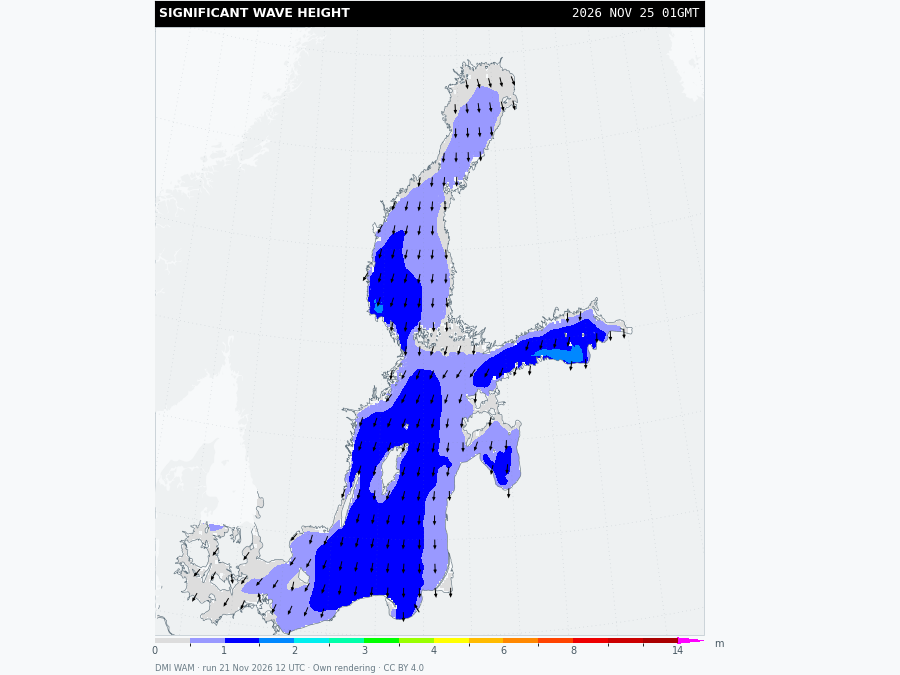 SIGNIFICANT WAVE HEIGHT 2026 NOV 25 01GMT
0 1 2 3 4 6 8 14 m
DMI WAM · run 21 Nov 2026 12 UTC · Own rendering · CC BY 4.0